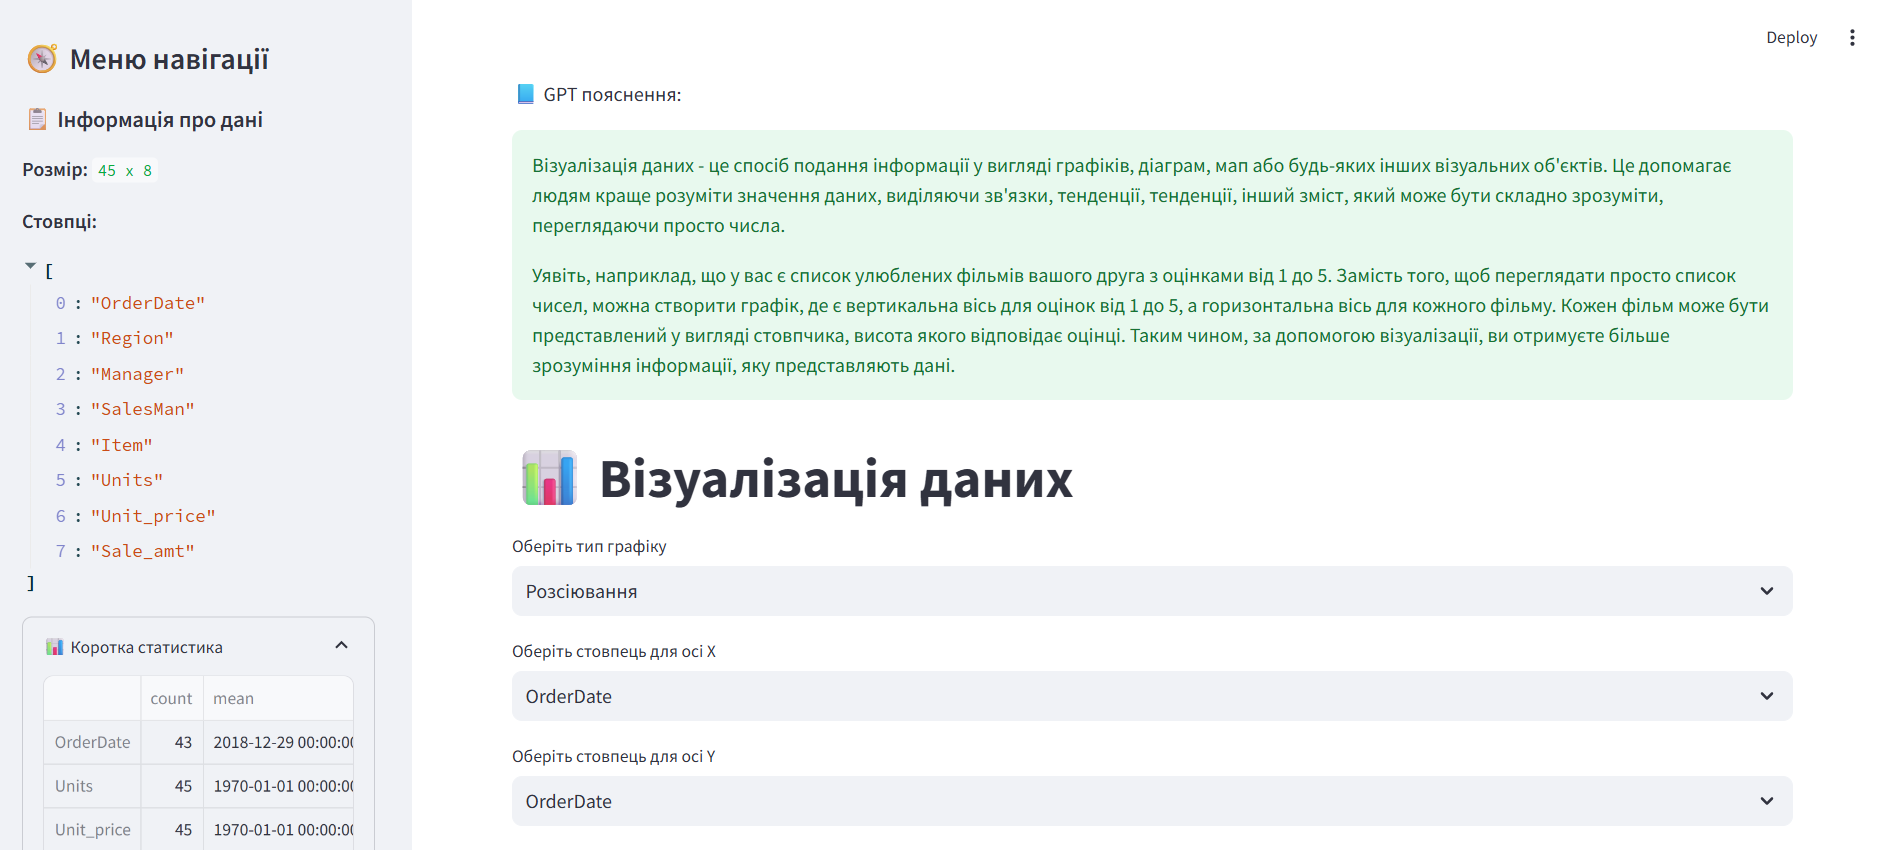 Меню навігації
Інформація про дані
Розмір: 45 x 8
Стовпці:
[
0 : "OrderDate"
1 : "Region"
2 : "Manager"
3 : "SalesMan"
4 : "Item"
5 : "Units"
6 : "Unit_price"
7 : "Sale_amt"
]
Коротка статистика
count mean
OrderDate 43 2018-12-29 00:00:00
Units 45 1970-01-01 00:00:00
Unit_price 45 1970-01-01 00:00:00
Deploy
GPT пояснення:
Візуалізація даних - це спосіб подання інформації у вигляді графіків, діаграм, мап або будь-яких інших візуальних об'єктів. Це допомагає
людям краще розуміти значення даних, виділяючи зв'язки, тенденції, тенденції, інший зміст, який може бути складно зрозуміти,
переглядаючи просто числа.
Уявіть, наприклад, що у вас є список улюблених фільмів вашого друга з оцінками від 1 до 5. Замість того, щоб переглядати просто список
чисел, можна створити графік, де є вертикальна вісь для оцінок від 1 до 5, а горизонтальна вісь для кожного фільму. Кожен фільм може бути
представлений у вигляді стовпчика, висота якого відповідає оцінці. Таким чином, за допомогою візуалізації, ви отримуєте більше
зрозуміння інформації, яку представляють дані.
Візуалізація даних
Оберіть тип графіку
Розсіювання
Оберіть стовпець для осі X
OrderDate
Оберіть стовпець для осі Y
OrderDate